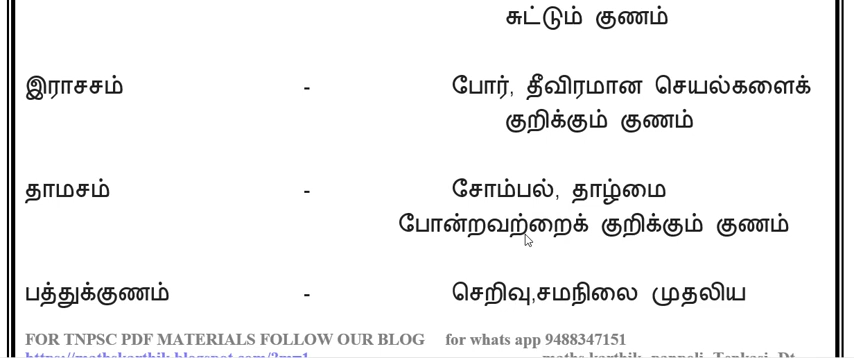 சுட்டும் குணம்
இராசசம் - போர், தீவிரமான செயல்களைக்
குறிக்கும் குணம்
தாமசம் - சோம்பல், தாழ்மை
போன்றவற்றைக் குறிக்கும் குணம்
பத்துக்குணம் - செறிவு,சமநிலை முதலிய
FOR TNPSC PDF MATERIALS FOLLOW OUR BLOG for whats app 9488347151